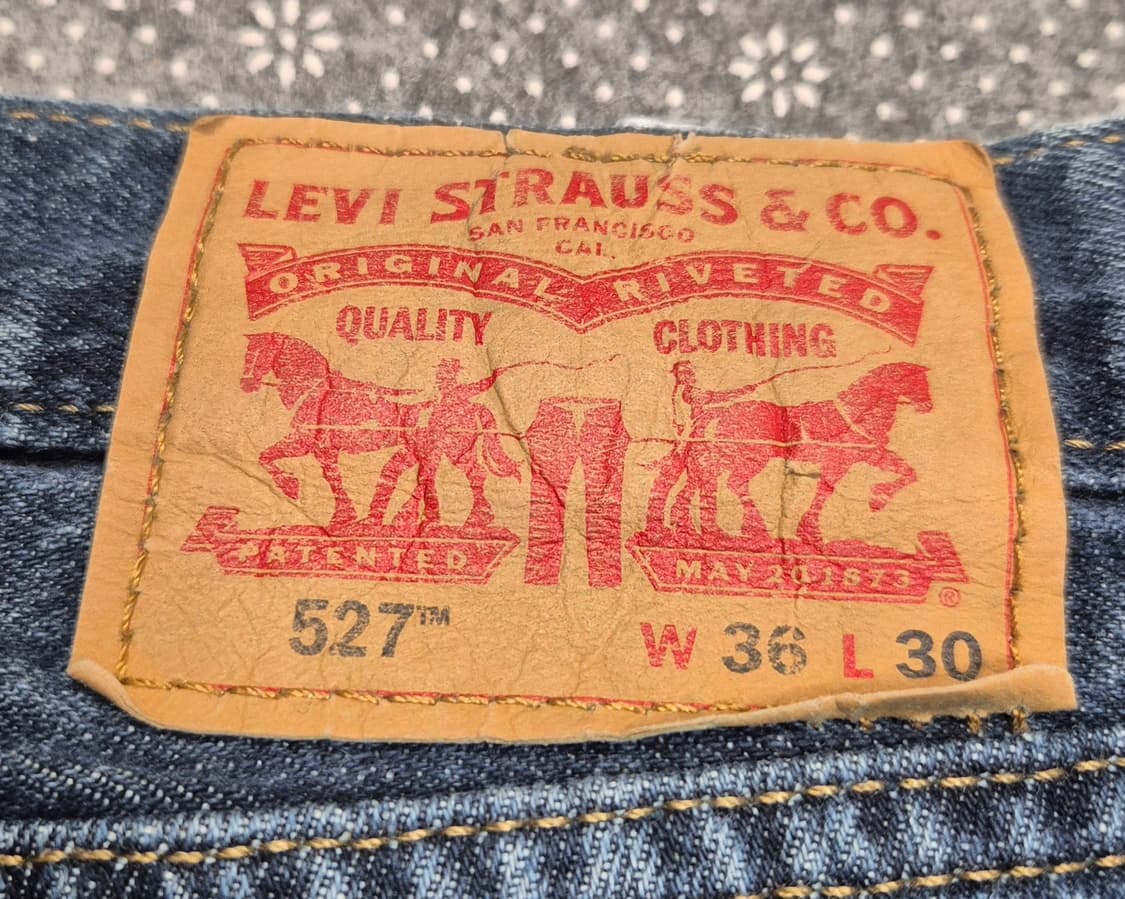 LEVI STRAUSS & CO.
SAN FRANCISCO
CAL.
ORIGINAL RIVETED
QUALITY CLOTHING
PATENTED MAY 20 1873 ®
527™ W 36 L 30